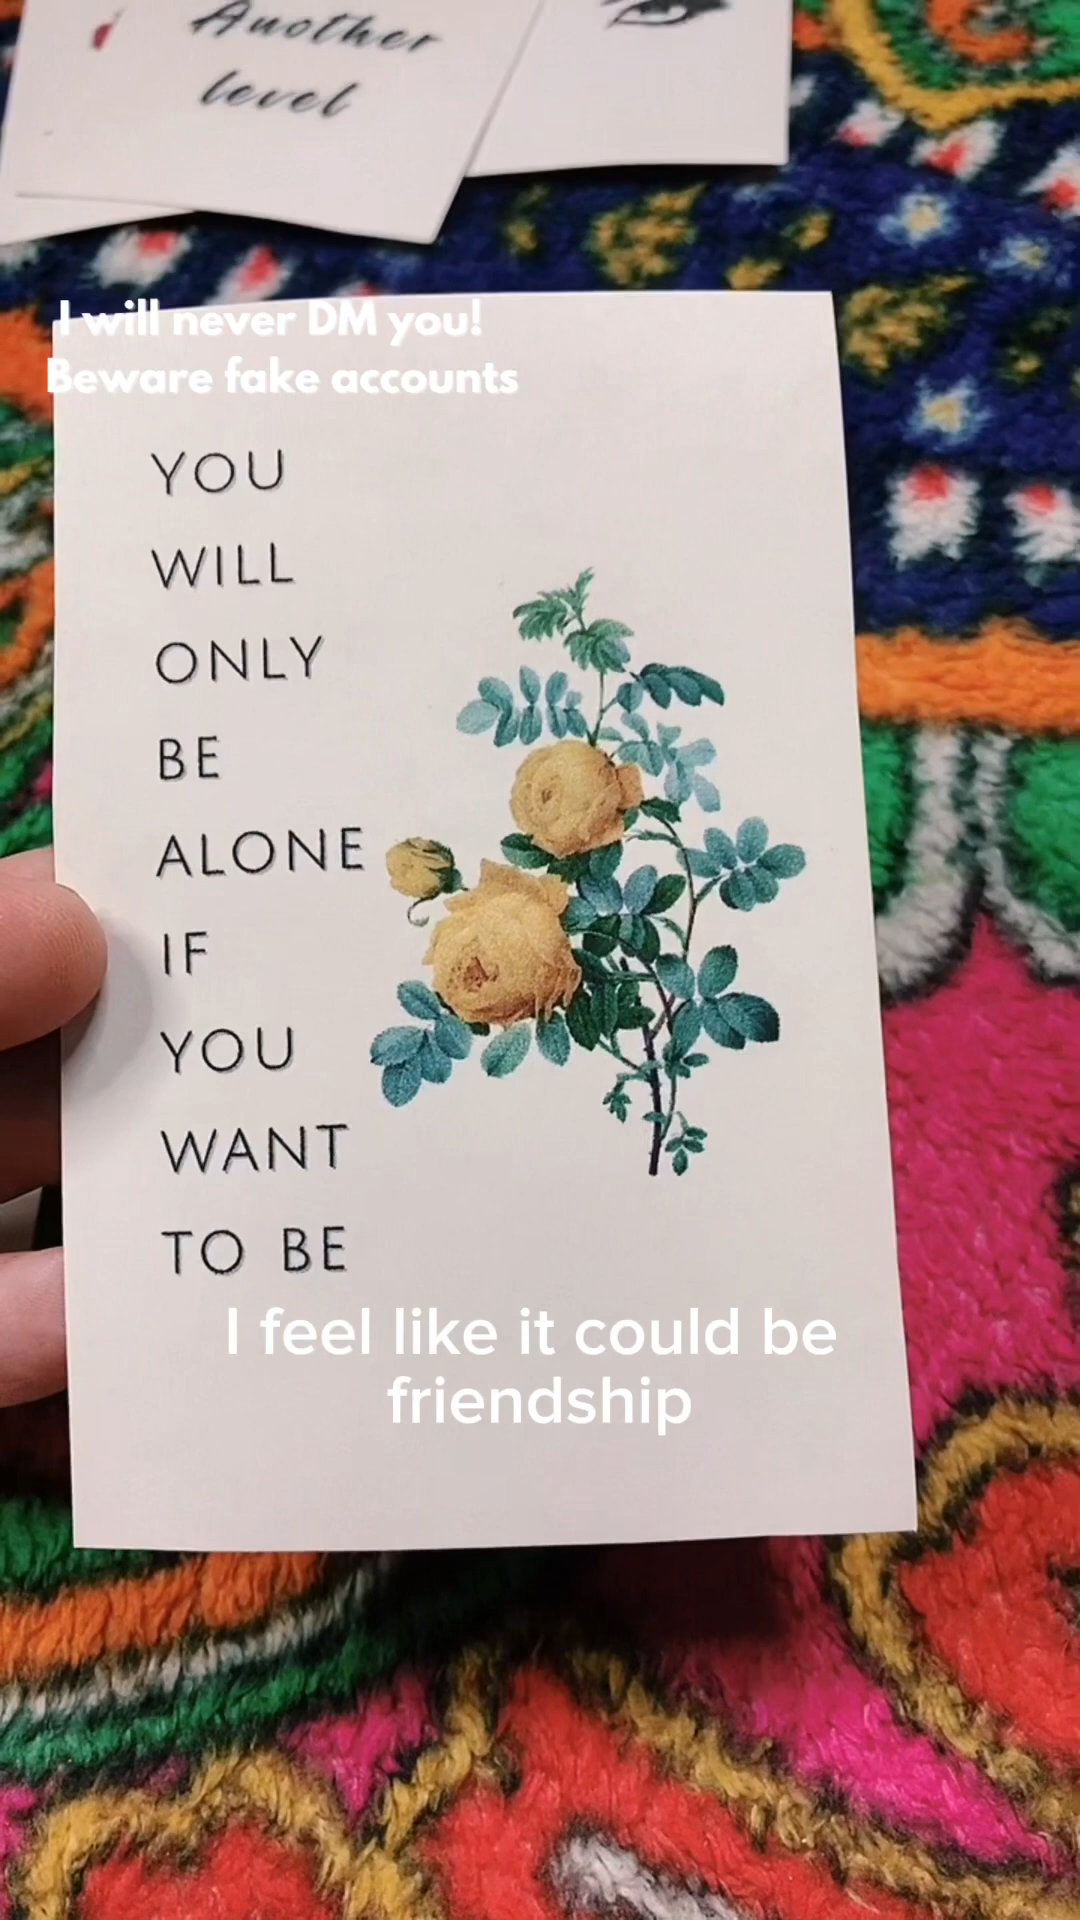 Another
level
I will never DM you!
Beware fake accounts
YOU
WILL
ONLY
BE
ALONE
IF
YOU
WANT
TO BE
I feel like it could be
friendship